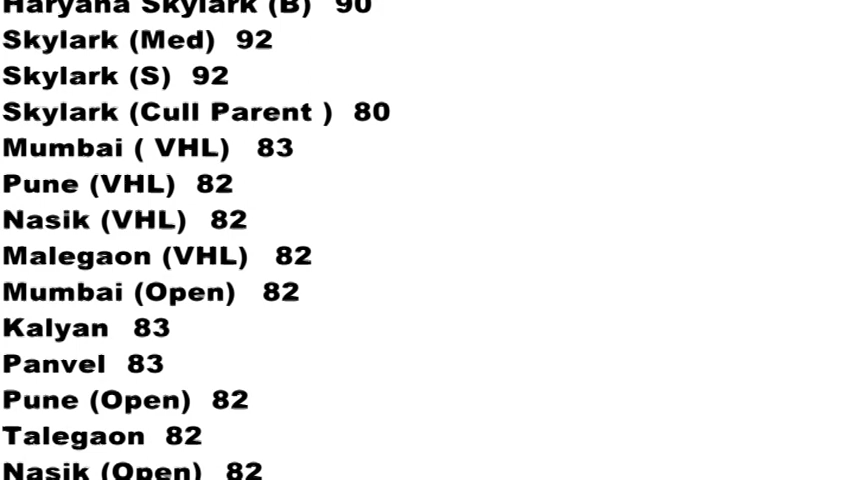 Haryana Skylark (B) 90
Skylark (Med) 92
Skylark (S) 92
Skylark (Cull Parent ) 80
Mumbai ( VHL) 83
Pune (VHL) 82
Nasik (VHL) 82
Malegaon (VHL) 82
Mumbai (Open) 82
Kalyan 83
Panvel 83
Pune (Open) 82
Talegaon 82
Nasik (Open) 82